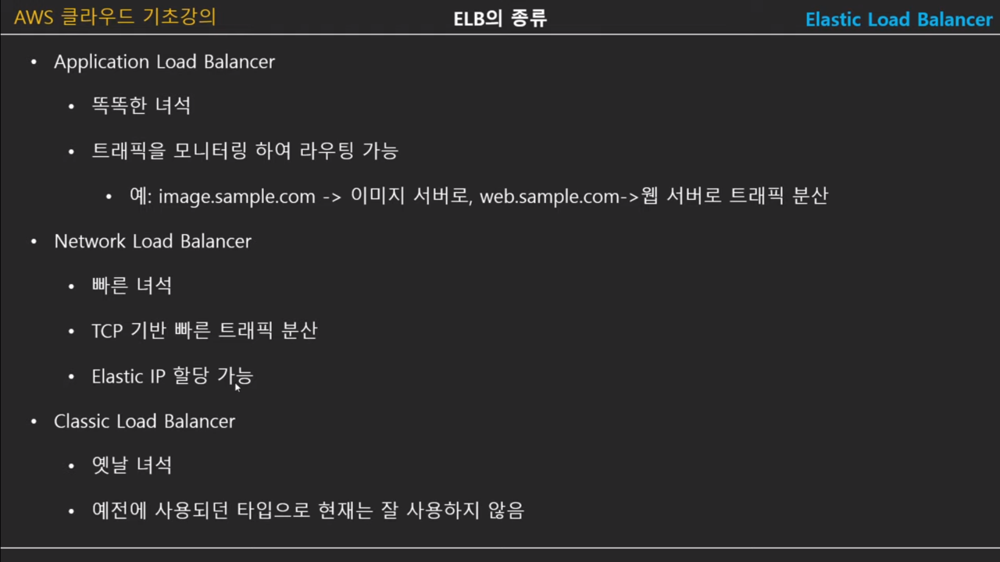 AWS 클라우드 기초강의
ELB의 종류
Elastic Load Balancer
• Application Load Balancer
• 똑똑한 녀석
• 트래픽을 모니터링 하여 라우팅 가능
• 예: image.sample.com -> 이미지 서버로, web.sample.com->웹 서버로 트래픽 분산
• Network Load Balancer
• 빠른 녀석
• TCP 기반 빠른 트래픽 분산
• Elastic IP 할당 가능
• Classic Load Balancer
• 옛날 녀석
• 예전에 사용되던 타입으로 현재는 잘 사용하지 않음